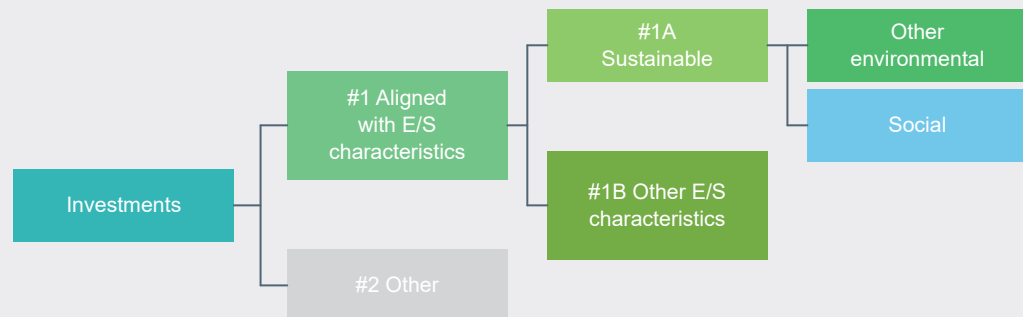 Investments
#1 Aligned
with E/S
characteristics
#2 Other
#1A
Sustainable
#1B Other E/S
characteristics
Other
environmental
Social